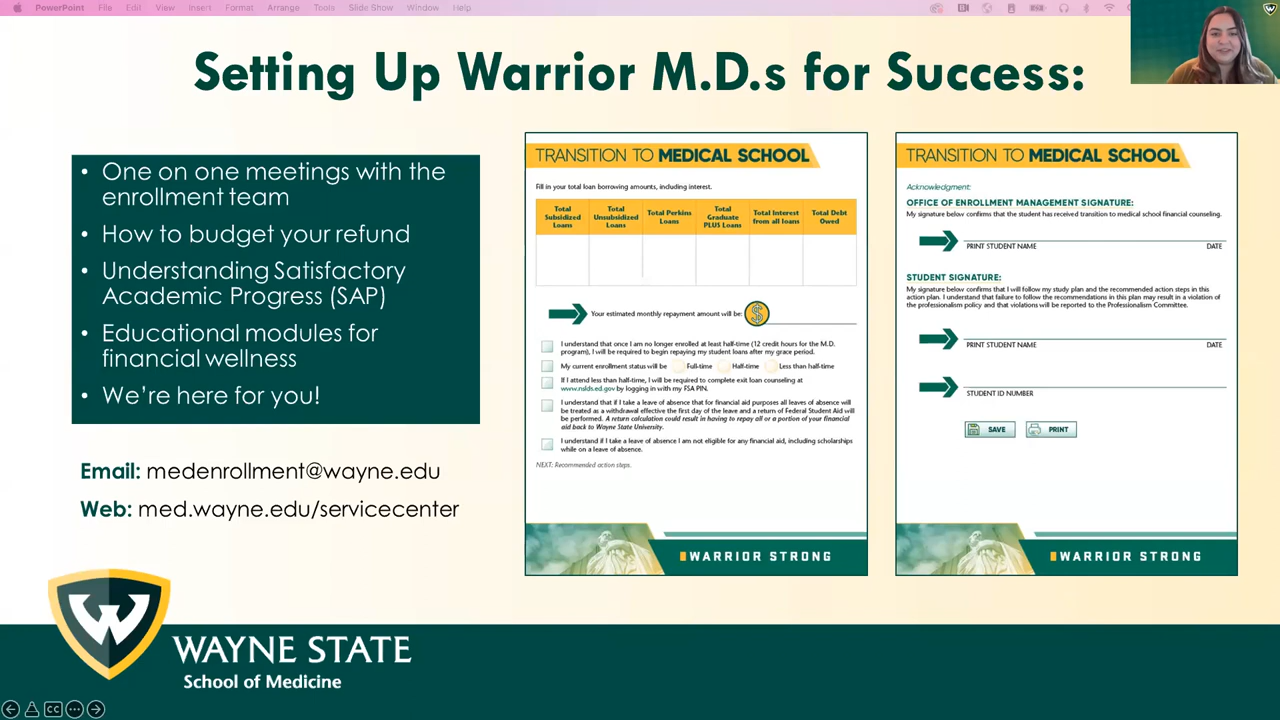 PowerPoint File Edit View Insert Format Arrange Tools Slide Show Window Help
Setting Up Warrior M.D.s for Success:
• One on one meetings with the
enrollment team
• How to budget your refund
• Understanding Satisfactory
Academic Progress (SAP)
• Educational modules for
financial wellness
• We're here for you!
Email: medenrollment@wayne.edu
Web: med.wayne.edu/servicecenter
TRANSITION TO MEDICAL SCHOOL
Fill in your total loan borrowing amounts, including interest.
Total Subsidized Loans
Total Unsubsidized Loans
Total Perkins Loans
Total Graduate PLUS Loans
Total Interest from all loans
Total Debt Owed
Your estimated monthly repayment amount will be: $
I understand that once I am no longer enrolled at least half-time (12 credit hours for the M.D.
program), I will be required to begin repaying my student loans after my grace period.
My current enrollment status will be Full-time Half-time Less than half-time
If I attend less than half-time, I will be required to complete exit loan counseling at
www.nslds.ed.gov by logging in with my FSA PIN.
I understand that if I take a leave of absence that for financial aid purposes all leaves of absence will
be treated as a withdrawal effective the first day of the leave and a return of Federal Student Aid will
be performed. A return calculation could result in having to repay all or a portion of your financial
aid back to Wayne State University.
I understand if I take a leave of absence I am not eligible for any financial aid, including scholarships
while on a leave of absence.
NEXT: Recommended action steps.
WARRIOR STRONG
TRANSITION TO MEDICAL SCHOOL
Acknowledgment:
OFFICE OF ENROLLMENT MANAGEMENT SIGNATURE:
My signature below confirms that the student has received transition to medical school financial counseling.
PRINT STUDENT NAME DATE
STUDENT SIGNATURE:
My signature below confirms that I will follow my study plan and the recommended action steps in this
action plan. I understand that failure to follow the recommendations in this plan may result in a violation of
the professionalism policy and that violations will be reported to the Professionalism Committee.
PRINT STUDENT NAME DATE
STUDENT ID NUMBER
SAVE PRINT
WARRIOR STRONG
W
WAYNE STATE
School of Medicine
CC